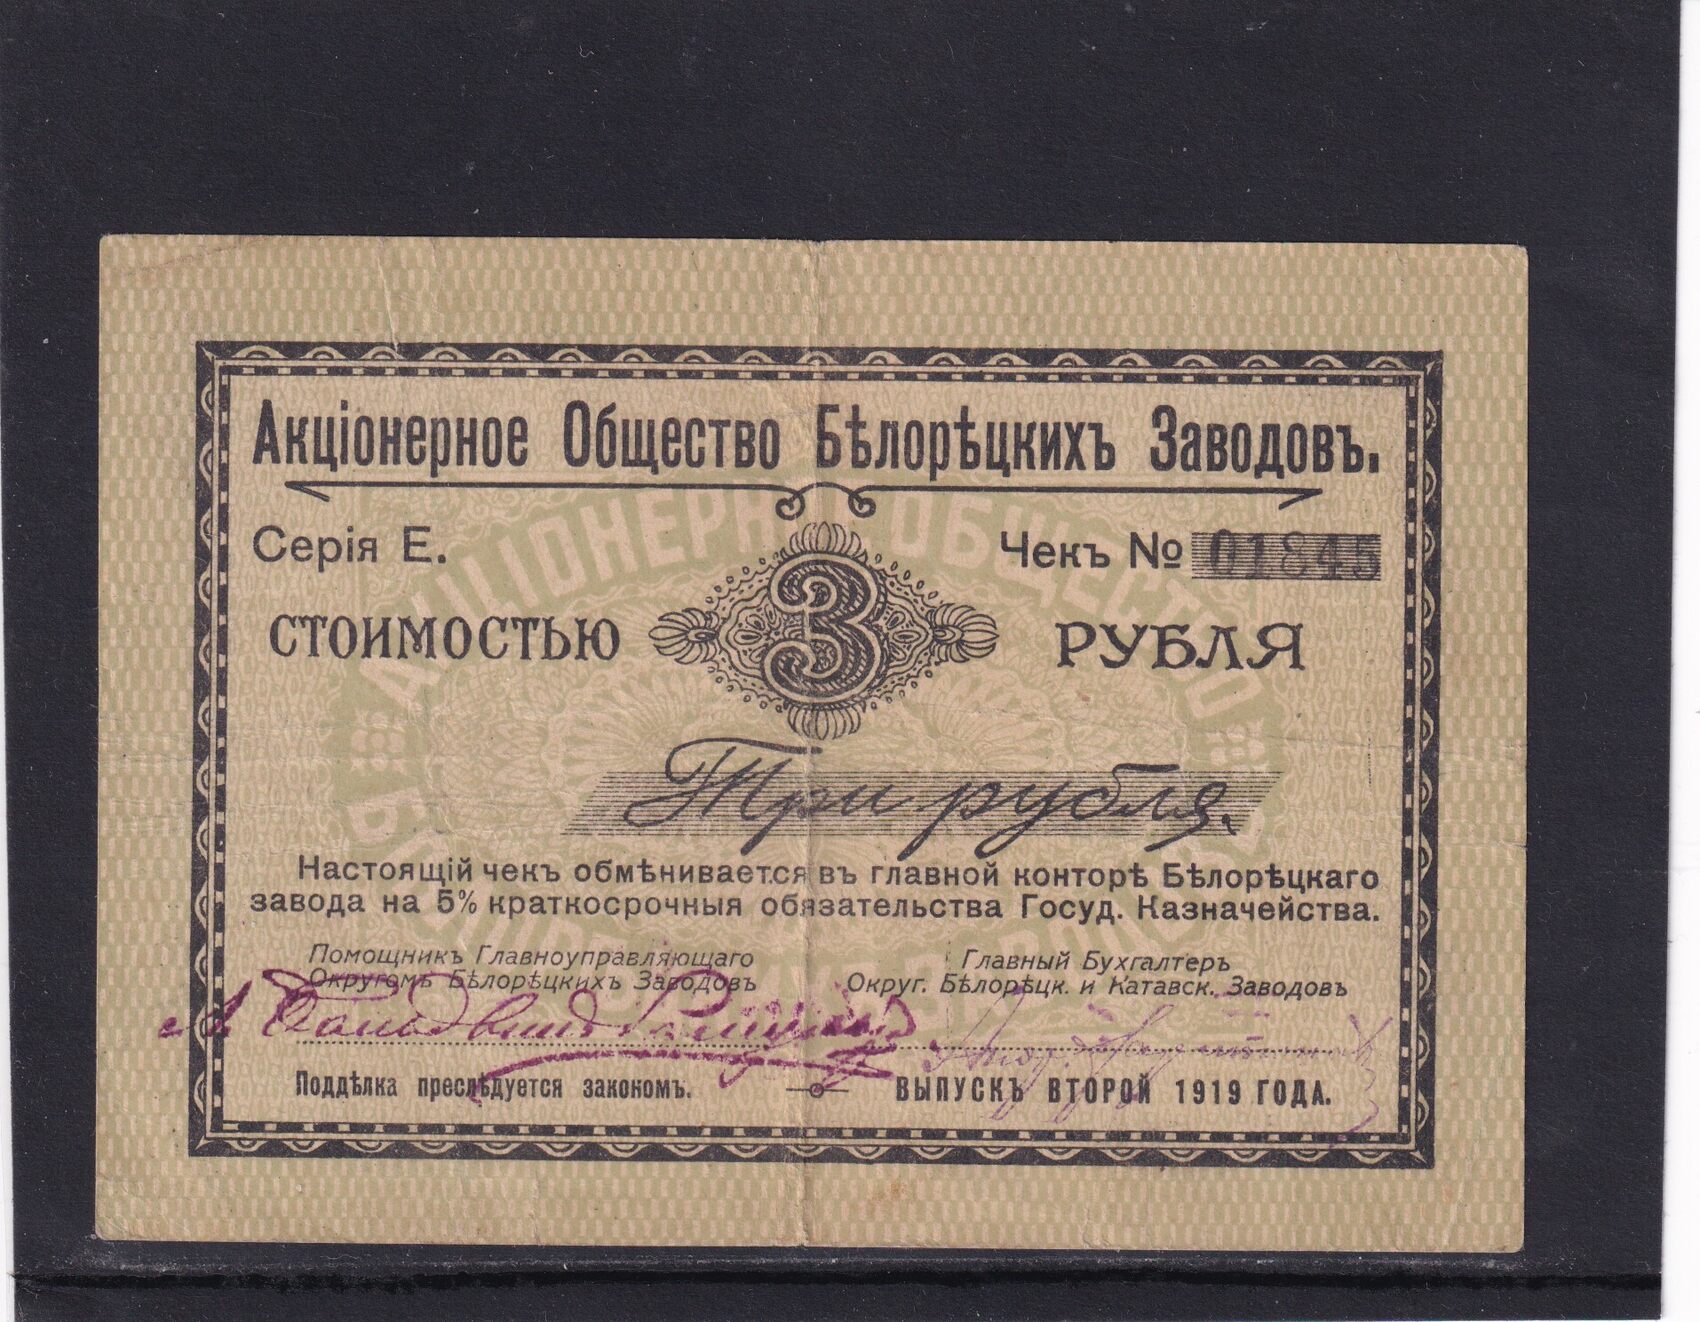 Акціонерное Общество Бѣлорѣцкихъ Заводовъ.
Серія Е.
Чекъ № 01845
СТОИМОСТЬЮ 3 РУБЛЯ
Три рубля.
Настоящій чекъ обмѣнивается въ главной конторѣ Бѣлорѣцкаго
завода на 5% краткосрочныя обязательства Госуд. Казначейства.
Помощникъ Главноуправляющаго
Округомъ Бѣлорѣцкихъ Заводовъ
Главный Бухгалтеръ
Округ. Бѣлорѣцк. и Катавск. Заводовъ
Поддѣлка преслѣдуется закономъ.
ВЫПУСКЪ ВТОРОЙ 1919 ГОДА.
АКЦІОНЕРН ОБЩЕСТВО